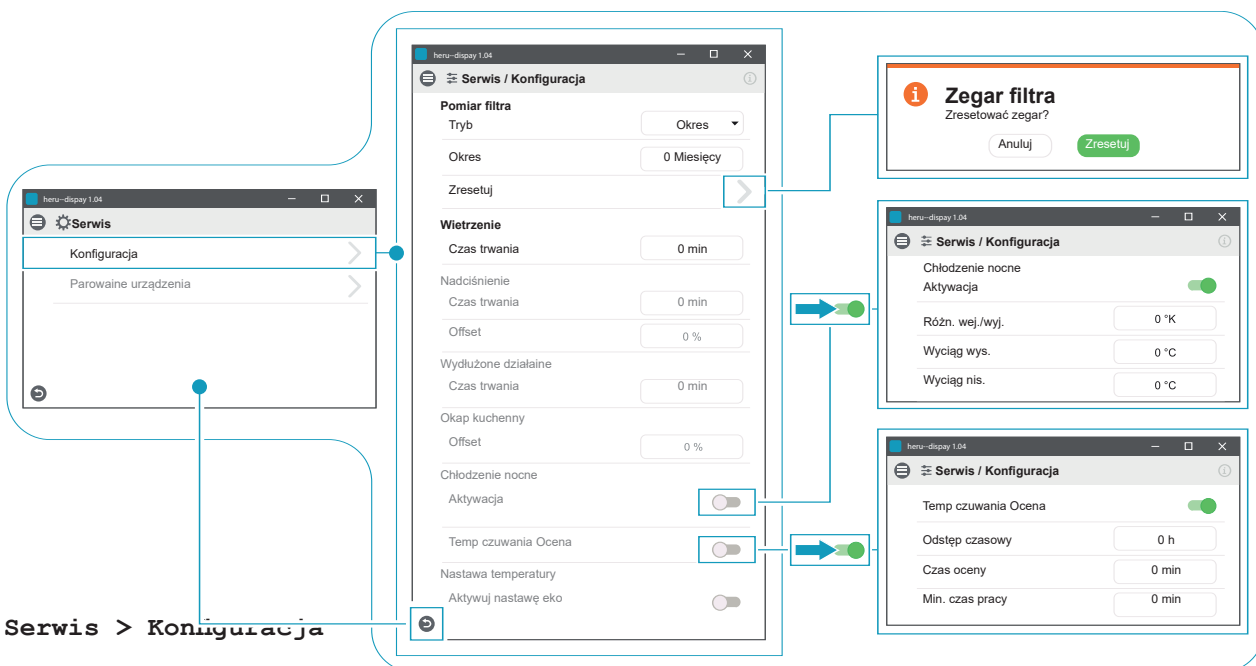 heru–dispay 1.04
Serwis
Konfiguracja
Parowaine urządzenia
heru–dispay 1.04
Serwis / Konfiguracja
Pomiar filtra
Tryb Okres
Okres 0 Miesięcy
Zresetuj
Wietrzenie
Czas trwania 0 min
Nadciśnienie
Czas trwania 0 min
Offset 0 %
Wydłużone działaine
Czas trwania 0 min
Okap kuchenny
Offset 0 %
Chłodzenie nocne
Aktywacja
Temp czuwania Ocena
Nastawa temperatury
Aktywuj nastawę eko
Zegar filtra
Zresetować zegar?
Anuluj Zresetuj
heru–dispay 1.04
Serwis / Konfiguracja
Chłodzenie nocne
Aktywacja
Różn. wej./wyj. 0 °K
Wyciąg wys. 0 °C
Wyciąg nis. 0 °C
heru–dispay 1.04
Serwis / Konfiguracja
Temp czuwania Ocena
Odstęp czasowy 0 h
Czas oceny 0 min
Min. czas pracy 0 min
Serwis > Konfiguracja